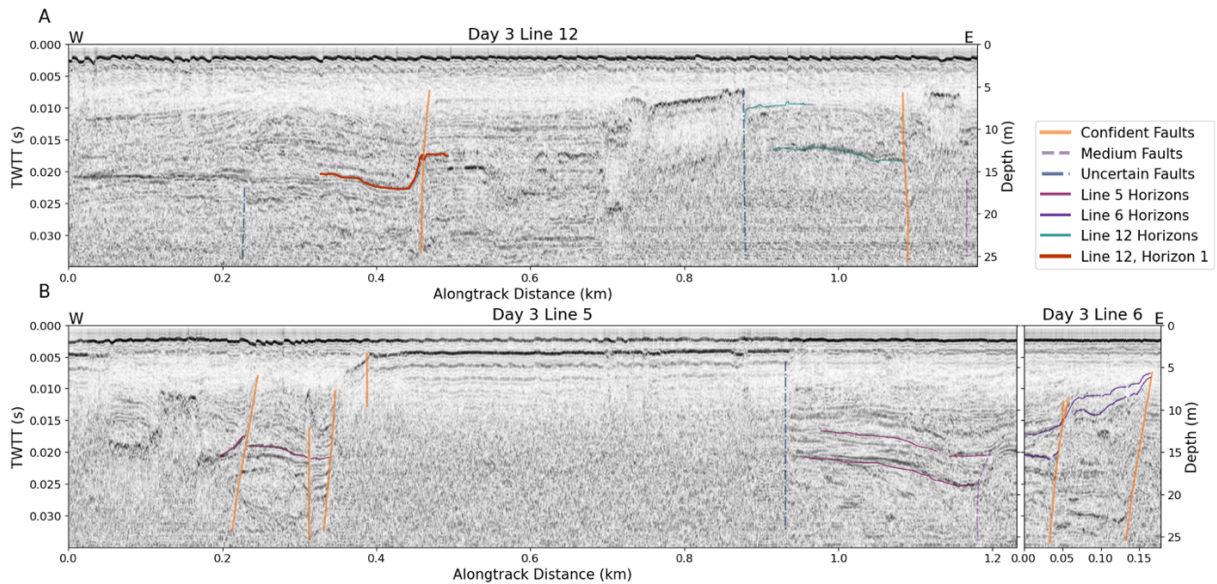 A
W
Day 3 Line 12
E
0.000
0.005
0.010
0.015
0.020
0.025
0.030
TWTT (s)
0
5
10
15
20
25
Depth (m)
0.0
0.2
0.4
0.6
0.8
1.0
Alongtrack Distance (km)
Confident Faults
Medium Faults
Uncertain Faults
Line 5 Horizons
Line 6 Horizons
Line 12 Horizons
Line 12, Horizon 1
B
W
Day 3 Line 5
Day 3 Line 6
E
0.000
0.005
0.010
0.015
0.020
0.025
0.030
TWTT (s)
0
5
10
15
20
25
Depth (m)
0.0
0.2
0.4
0.6
0.8
1.0
1.2
0.00
0.05
0.10
0.15
Alongtrack Distance (km)